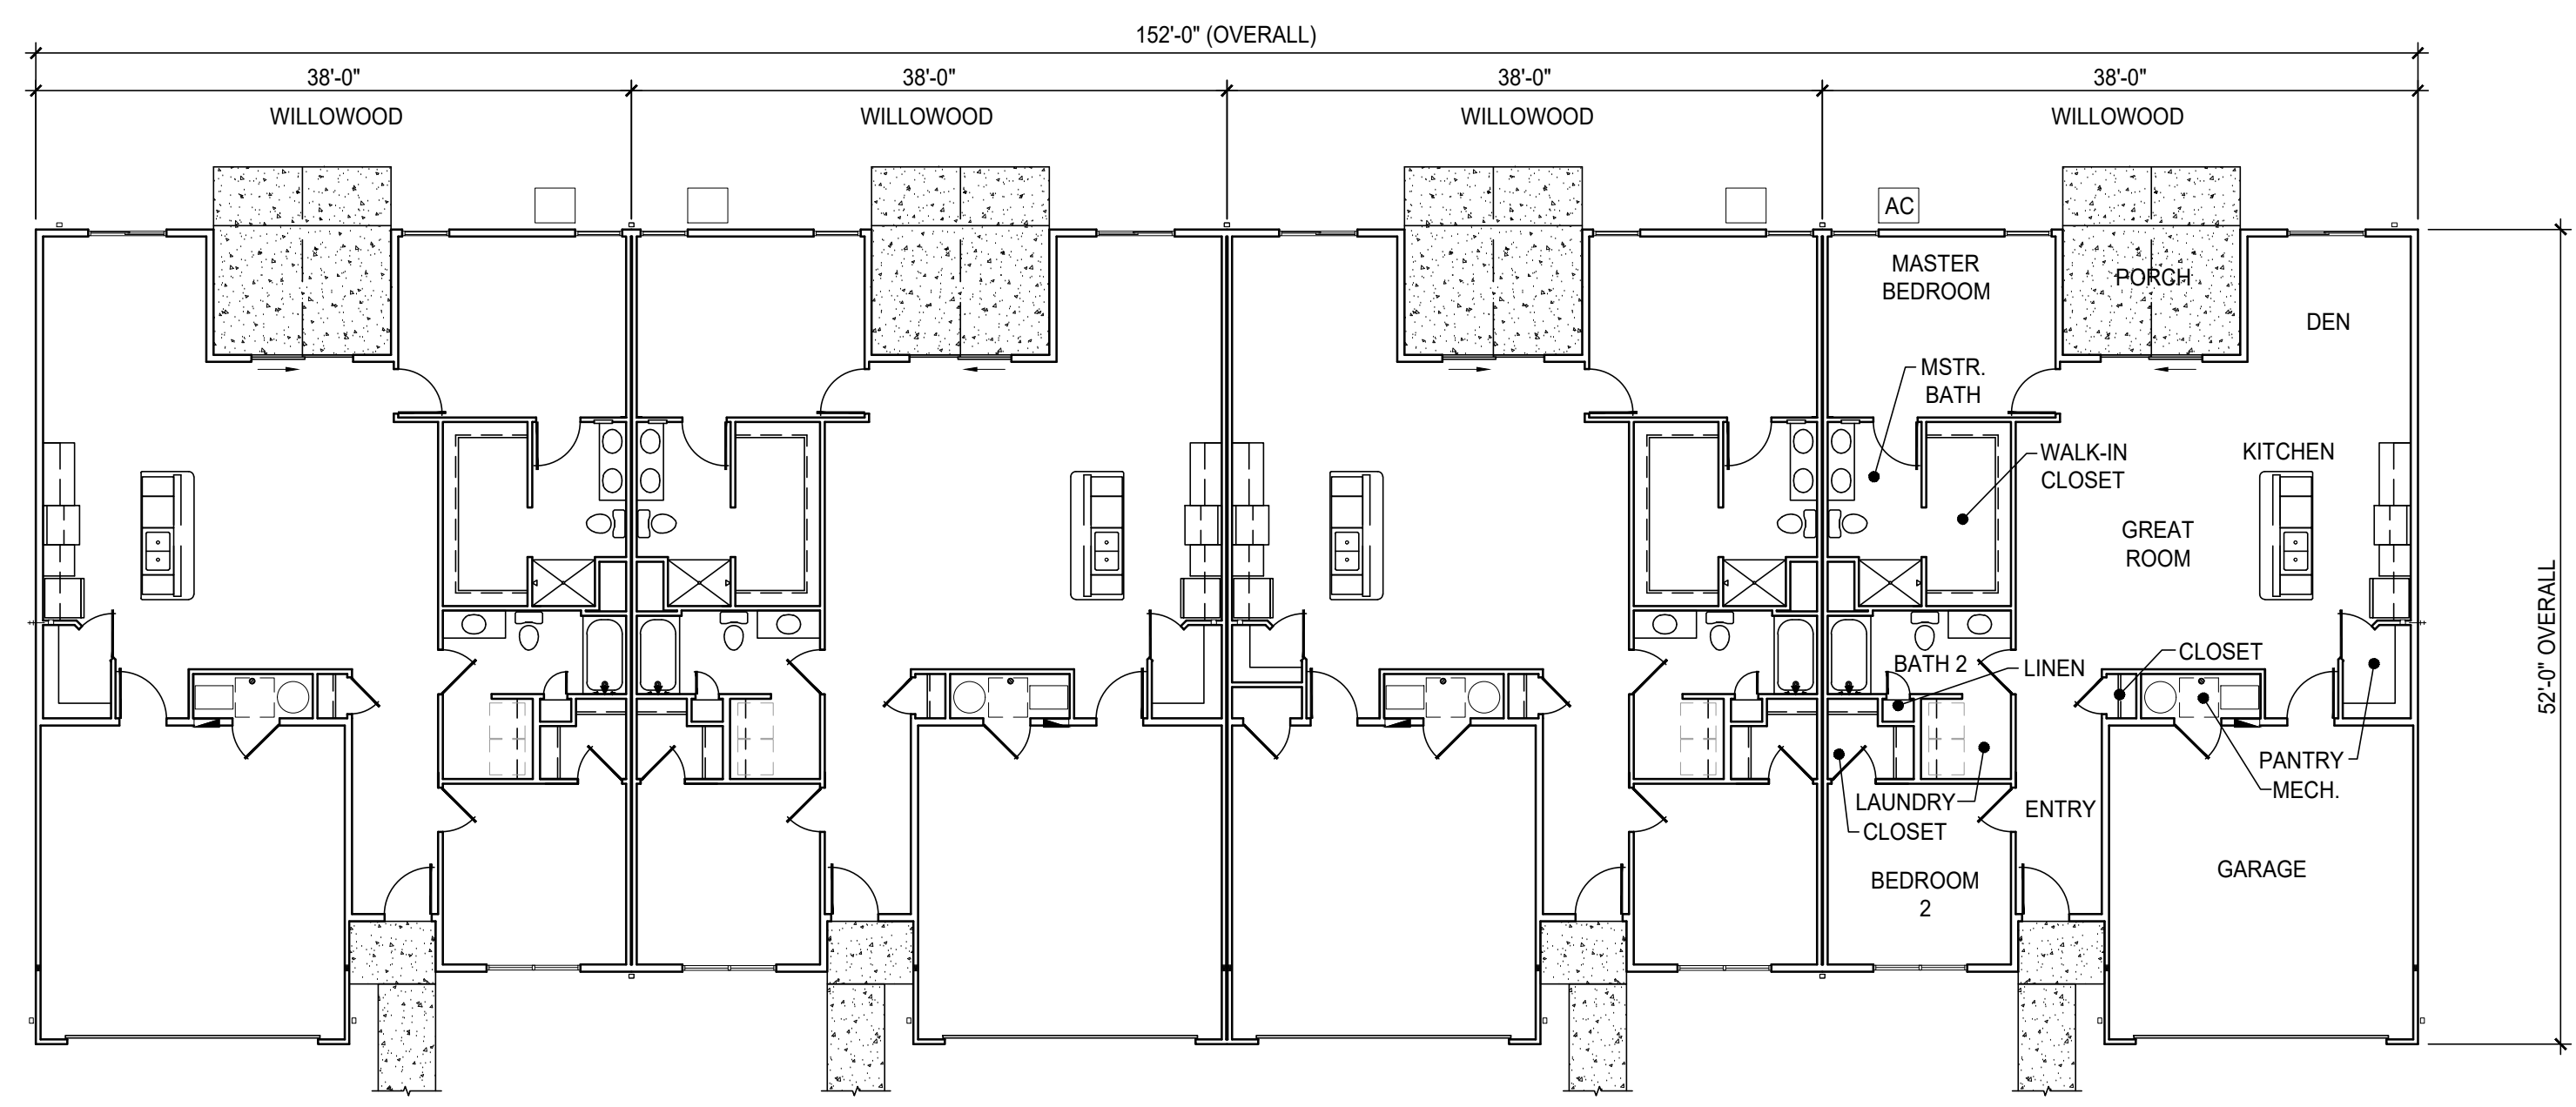 152'-0" (OVERALL)
38'-0"
38'-0"
38'-0"
38'-0"
WILLOWOOD
WILLOWOOD
WILLOWOOD
WILLOWOOD
AC
MASTER
BEDROOM
PORCH
DEN
MSTR.
BATH
WALK-IN
CLOSET
KITCHEN
GREAT
ROOM
52'-0" OVERALL
BATH 2
LINEN
CLOSET
PANTRY
MECH.
LAUNDRY
CLOSET
ENTRY
GARAGE
BEDROOM
2